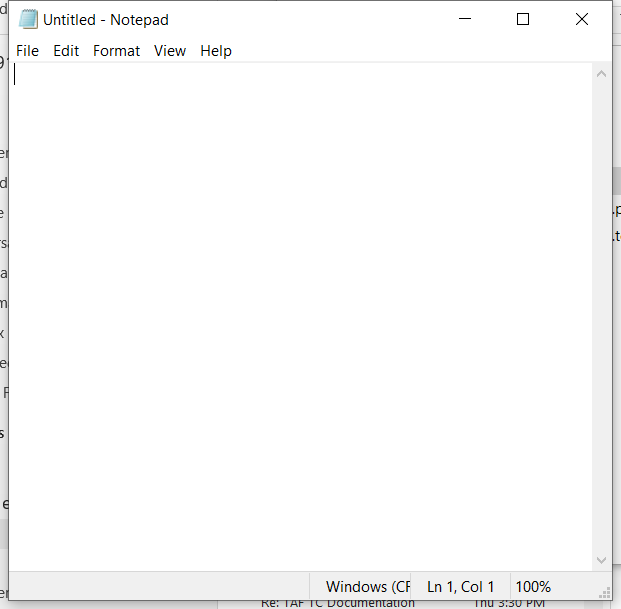 Untitled - Notepad
File Edit Format View Help
Windows (CR
Ln 1, Col 1
100%
Re: TAF TC Documentation
Thu 3:30 PM